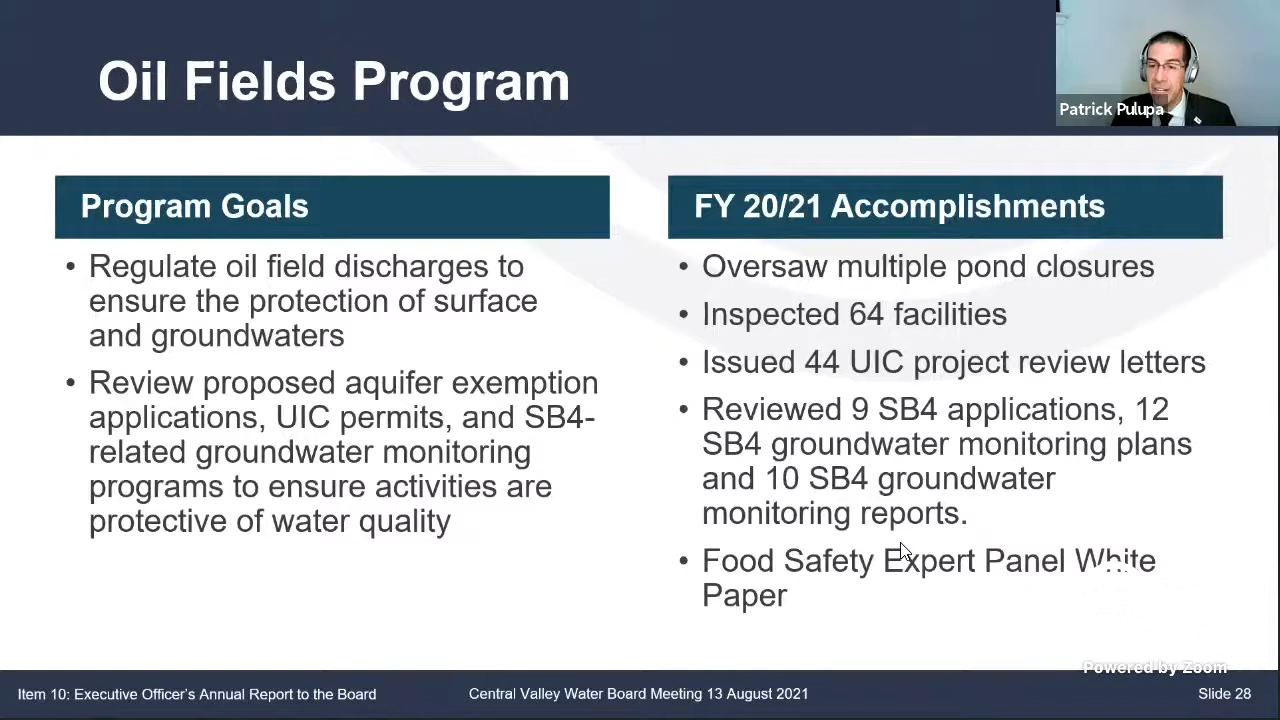 Oil Fields Program
Patrick Pulupa
Program Goals
• Regulate oil field discharges to
ensure the protection of surface
and groundwaters
• Review proposed aquifer exemption
applications, UIC permits, and SB4-
related groundwater monitoring
programs to ensure activities are
protective of water quality
FY 20/21 Accomplishments
• Oversaw multiple pond closures
• Inspected 64 facilities
• Issued 44 UIC project review letters
• Reviewed 9 SB4 applications, 12
SB4 groundwater monitoring plans
and 10 SB4 groundwater
monitoring reports.
• Food Safety Expert Panel White
Paper
Powered by Zoom
Item 10: Executive Officer's Annual Report to the Board
Central Valley Water Board Meeting 13 August 2021
Slide 28